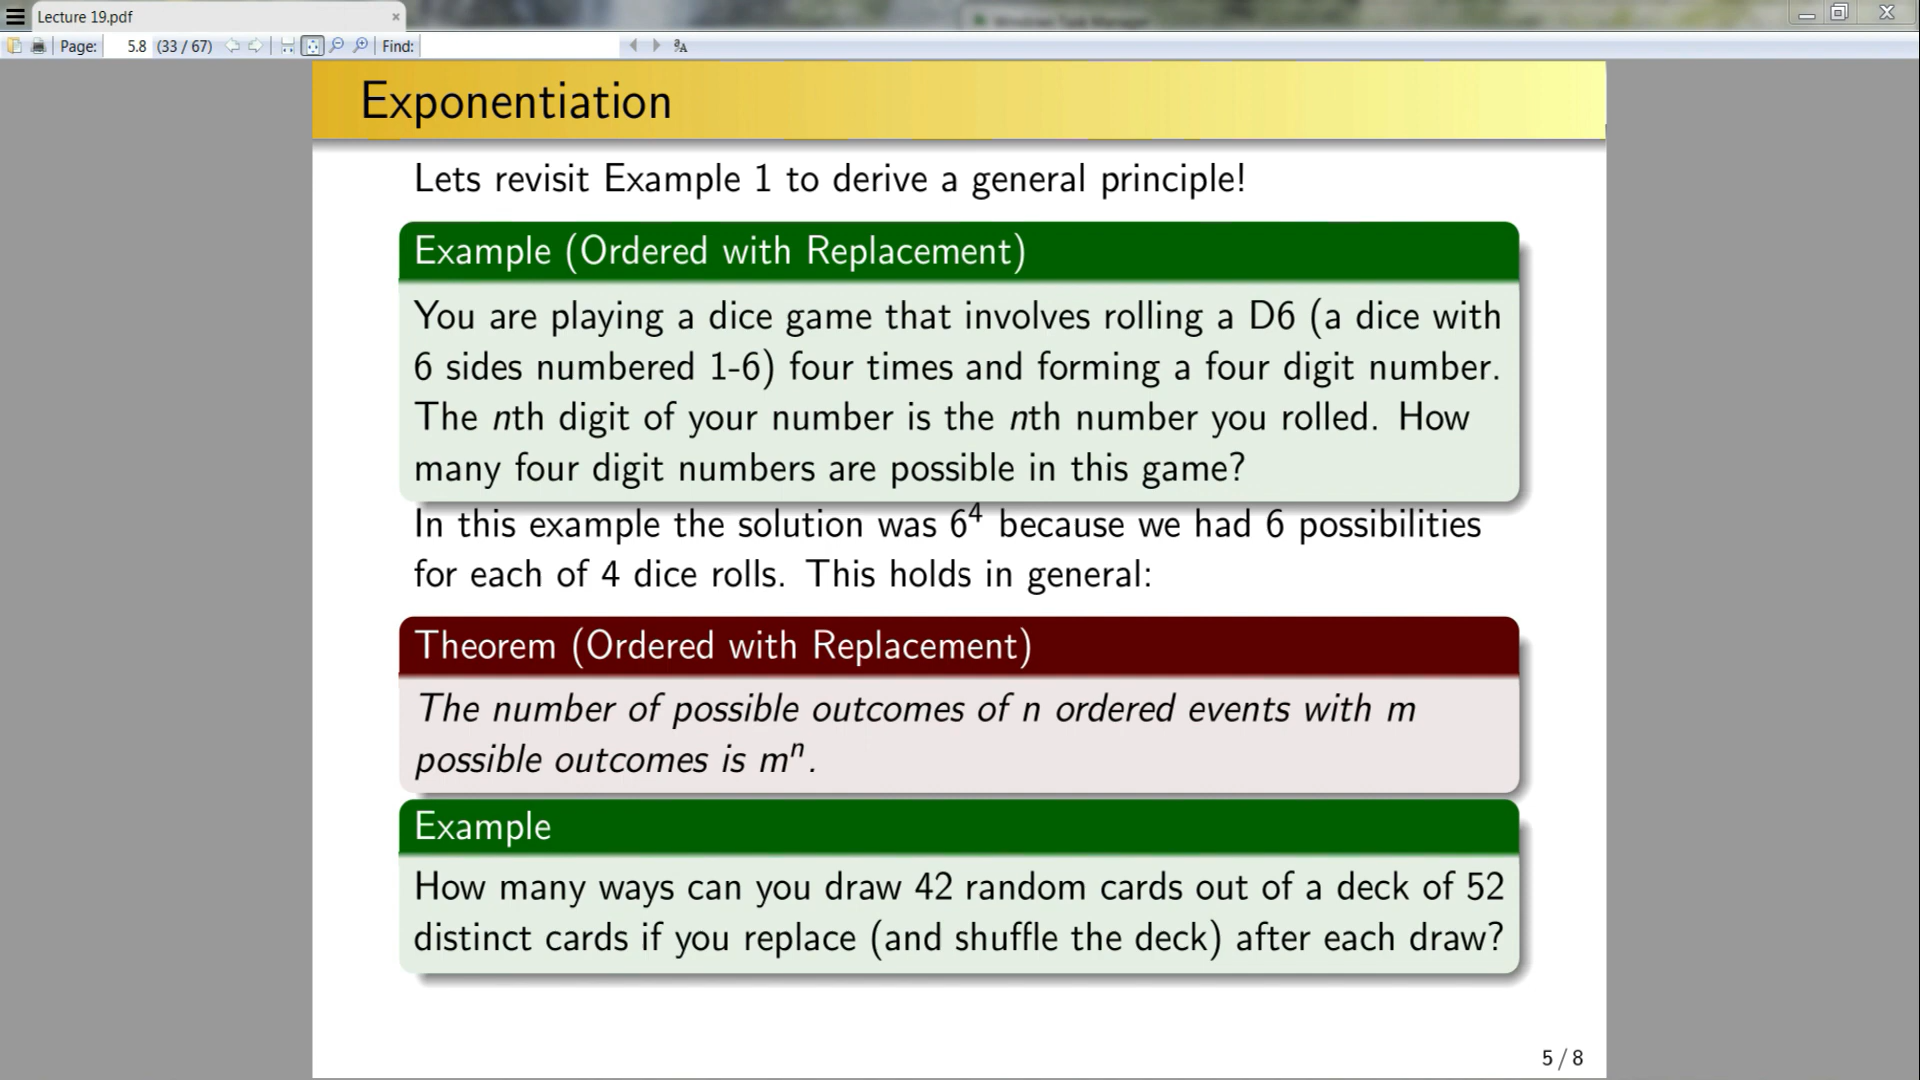 Lecture 19.pdf
Page: 5.8 (33 / 67) Find:
Exponentiation
Lets revisit Example 1 to derive a general principle!
Example (Ordered with Replacement)
You are playing a dice game that involves rolling a D6 (a dice with
6 sides numbered 1-6) four times and forming a four digit number.
The nth digit of your number is the nth number you rolled. How
many four digit numbers are possible in this game?
In this example the solution was 6⁴ because we had 6 possibilities
for each of 4 dice rolls. This holds in general:
Theorem (Ordered with Replacement)
The number of possible outcomes of n ordered events with m
possible outcomes is mⁿ.
Example
How many ways can you draw 42 random cards out of a deck of 52
distinct cards if you replace (and shuffle the deck) after each draw?
5 / 8